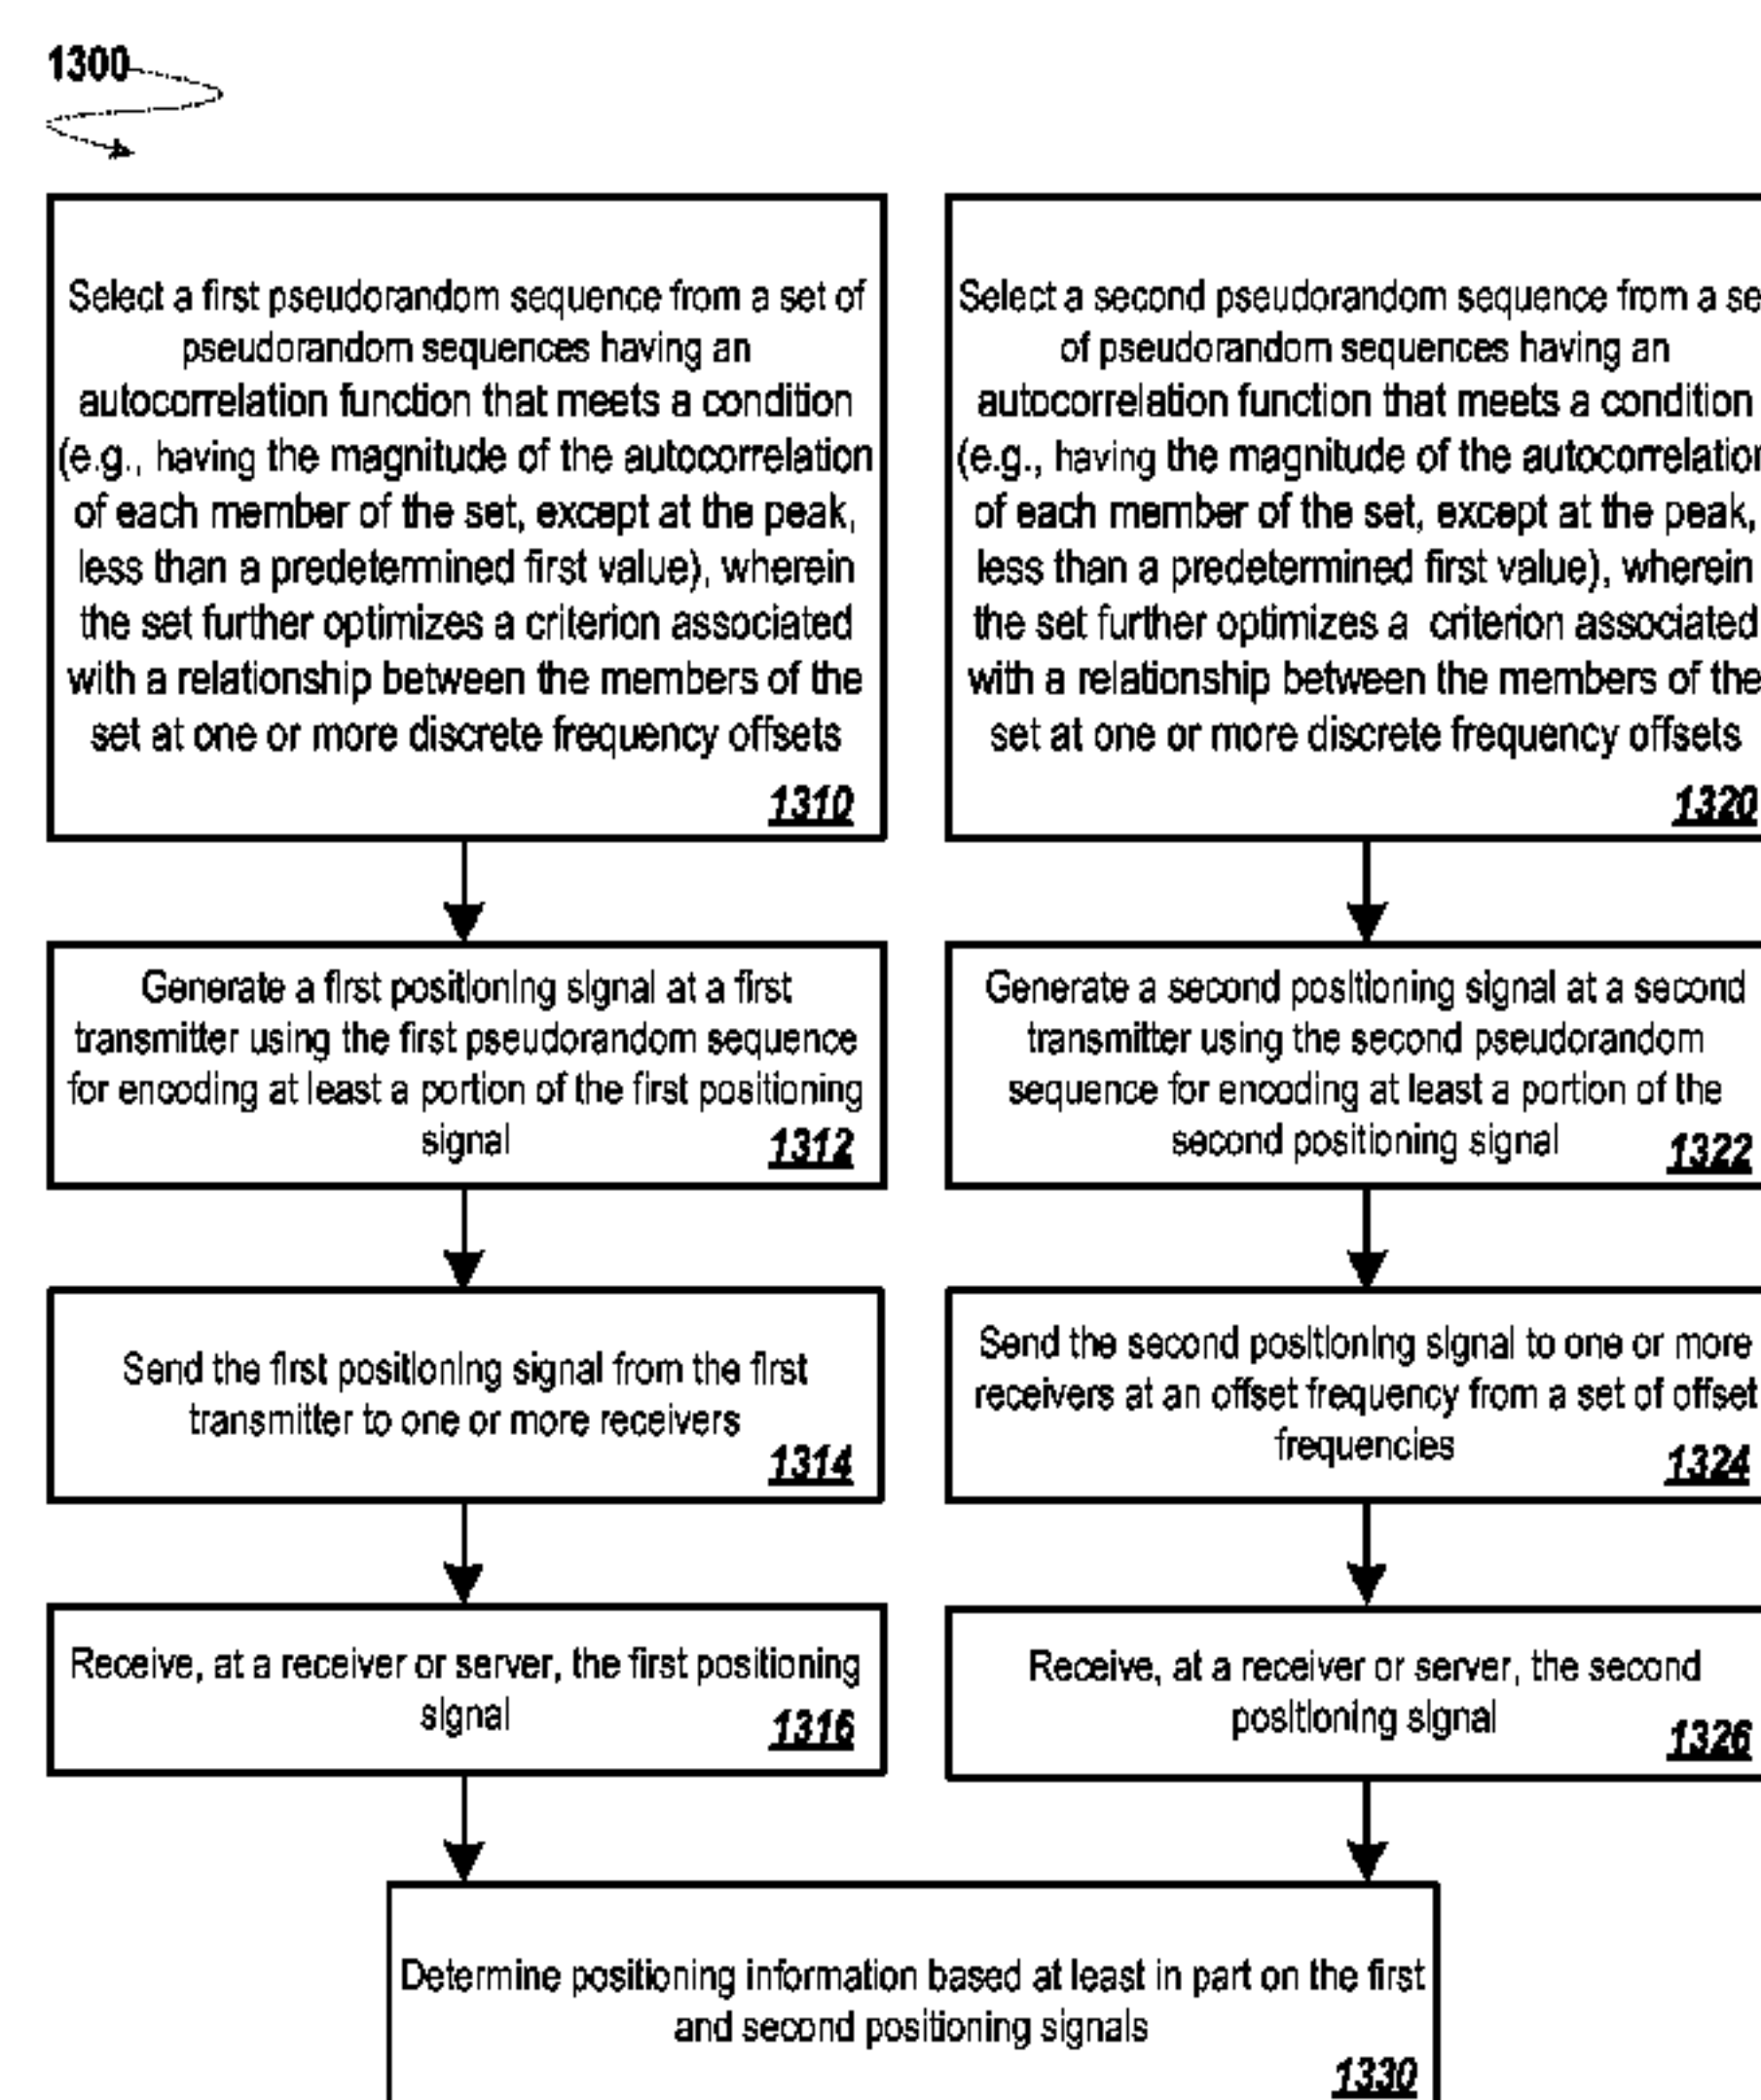 1300
Select a first pseudorandom sequence from a set of
pseudorandom sequences having an
autocorrelation function that meets a condition
(e.g., having the magnitude of the autocorrelation
of each member of the set, except at the peak,
less than a predetermined first value), wherein
the set further optimizes a criterion associated
with a relationship between the members of the
set at one or more discrete frequency offsets
1310
Select a second pseudorandom sequence from a se
of pseudorandom sequences having an
autocorrelation function that meets a condition
(e.g., having the magnitude of the autocorrelation
of each member of the set, except at the peak,
less than a predetermined first value), wherein
the set further optimizes a criterion associated
with a relationship between the members of the
set at one or more discrete frequency offsets
1320
Generate a first positioning signal at a first
transmitter using the first pseudorandom sequence
for encoding at least a portion of the first positioning
signal
1312
Generate a second positioning signal at a second
transmitter using the second pseudorandom
sequence for encoding at least a portion of the
second positioning signal
1322
Send the first positioning signal from the first
transmitter to one or more receivers
1314
Send the second positioning signal to one or more
receivers at an offset frequency from a set of offset
frequencies
1324
Receive, at a receiver or server, the first positioning
signal
1316
Receive, at a receiver or server, the second
positioning signal
1326
Determine positioning information based at least in part on the first
and second positioning signals
1330